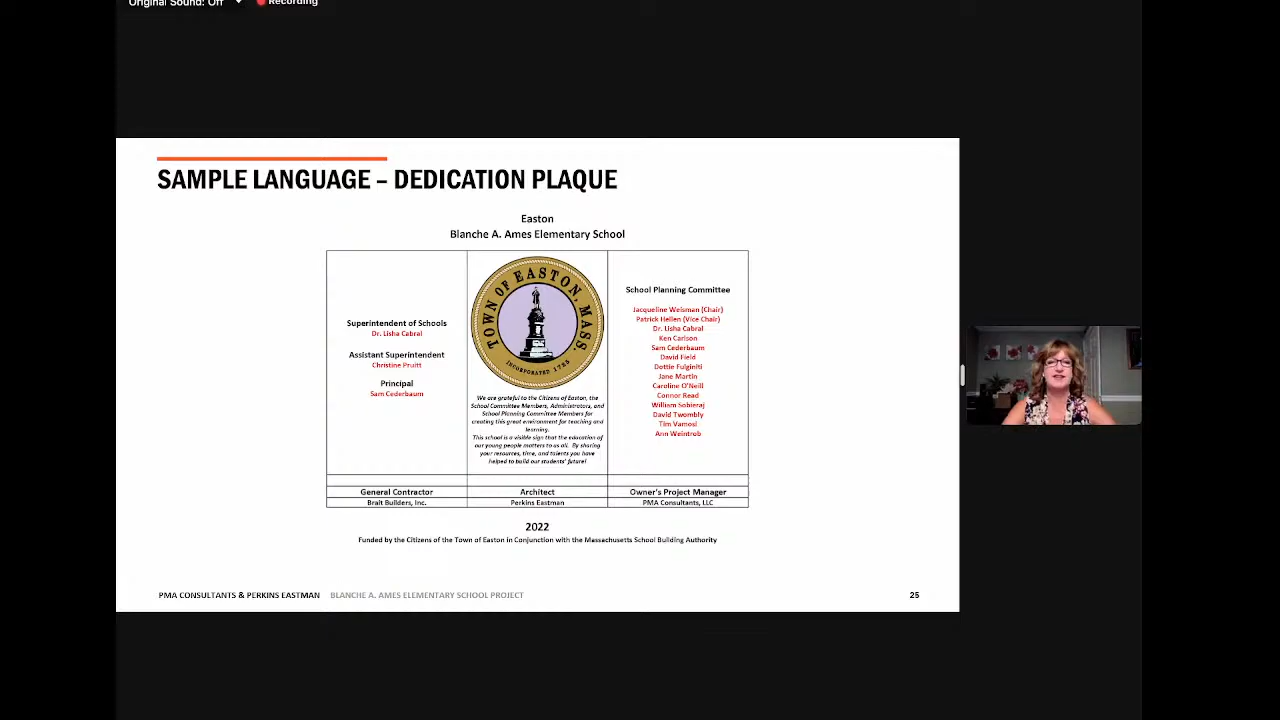 Original Sound: Off
Recording
SAMPLE LANGUAGE – DEDICATION PLAQUE
Easton
Blanche A. Ames Elementary School
Superintendent of Schools
Dr. Lisha Cabral
Assistant Superintendent
Christine Pruitt
Principal
Sam Cederbaum
TOWN OF EASTON, MASS.
INCORPORATED 1725
We are grateful to the Citizens of Easton, the
School Committee Members, Administrators, and
School Planning Committee Members for
creating this great environment for teaching and
learning.
This school is a visible sign that the education of
our young people matters to us all. By sharing
your resources, time, and talents you have
helped to build our students' future!
School Planning Committee
Jacqueline Weisman (Chair)
Patrick Hellen (Vice Chair)
Dr. Lisha Cabral
Ken Carlson
Sam Cederbaum
David Field
Dottie Fulginiti
Jane Martin
Caroline O'Neill
Connor Read
William Sobieraj
David Twombly
Tim Vamosi
Ann Weintrob
General Contractor
Architect
Owner's Project Manager
Brait Builders, Inc.
Perkins Eastman
PMA Consultants, LLC
2022
Funded by the Citizens of the Town of Easton in Conjunction with the Massachusetts School Building Authority
PMA CONSULTANTS & PERKINS EASTMAN BLANCHE A. AMES ELEMENTARY SCHOOL PROJECT
25